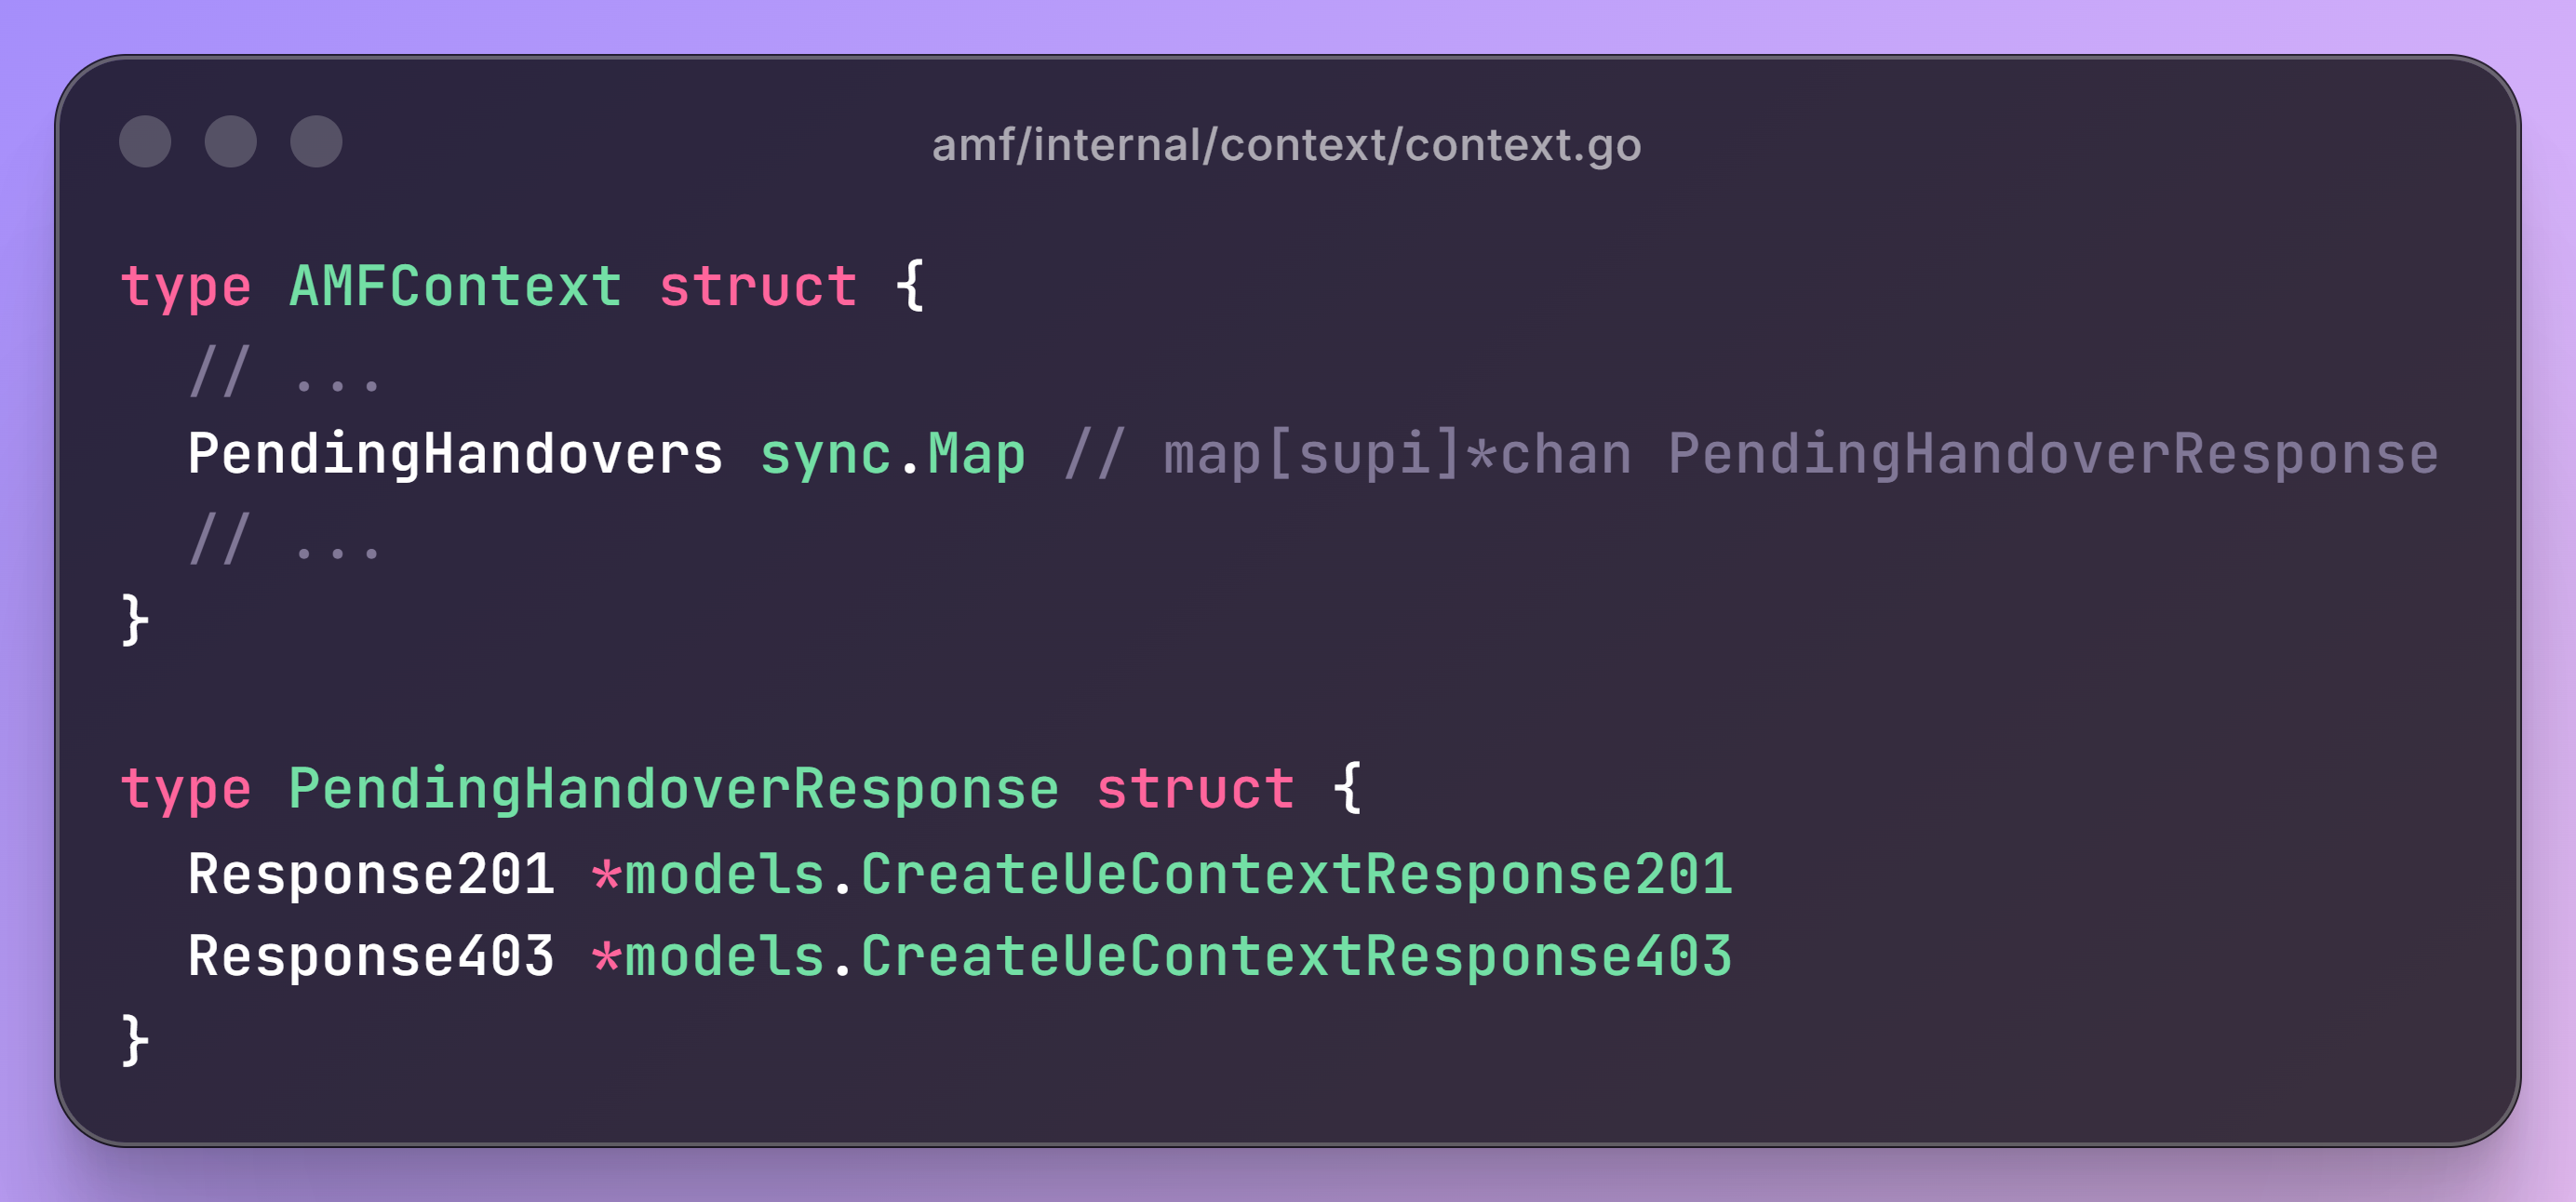 amf/internal/context/context.go
type AMFContext struct {
  // ...
  PendingHandovers sync.Map // map[supi]*chan PendingHandoverResponse
  // ...
}

type PendingHandoverResponse struct {
  Response201 *models.CreateUeContextResponse201
  Response403 *models.CreateUeContextResponse403
}